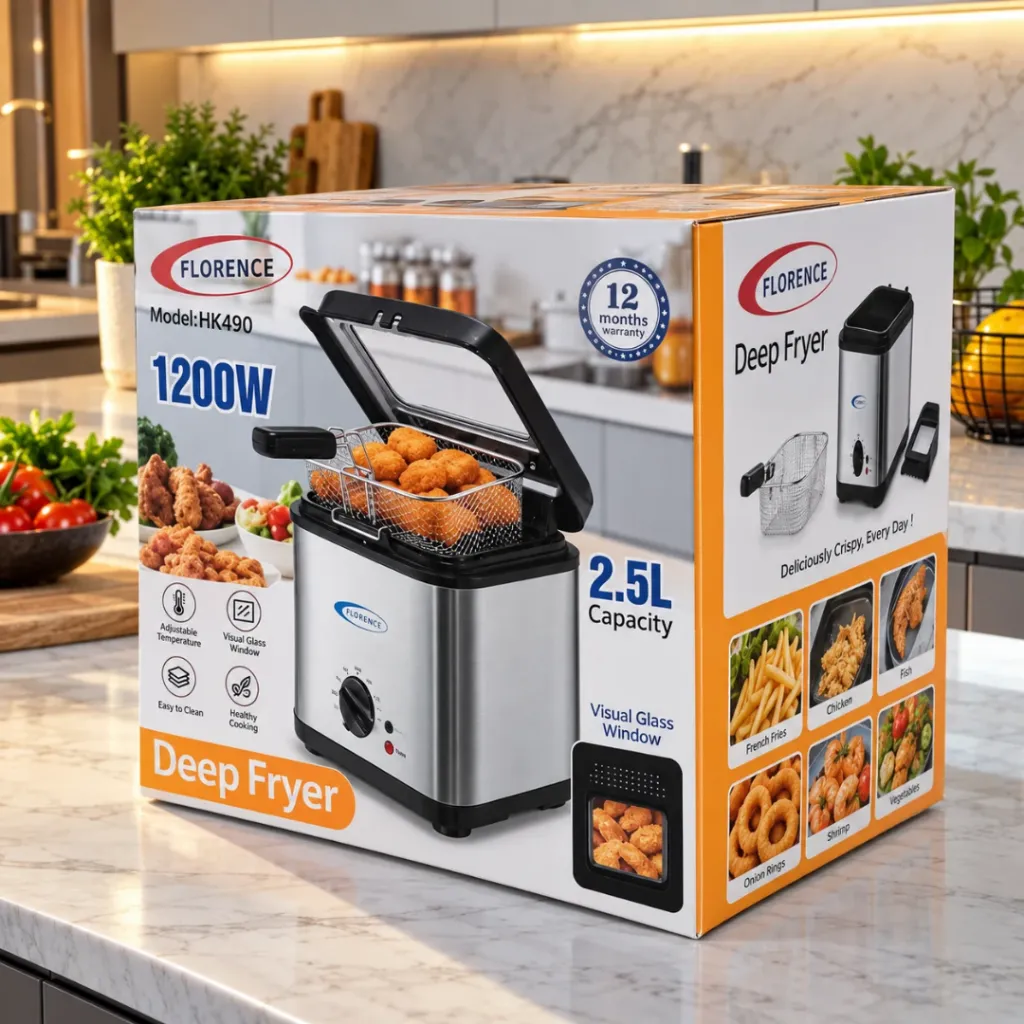 FLORENCE
Model:HK490
1200W
12
months
warranty
FLORENCE
Adjustable
Temperature
Visual Glass
Window
Easy to Clean
Healthy
Cooking
2.5L
Capacity
Visual Glass
Window
Deep Fryer
FLORENCE
Deep Fryer
Deliciously Crispy, Every Day !
French Fries
Chicken
Fish
Onion Rings
Shrimp
Vegetables